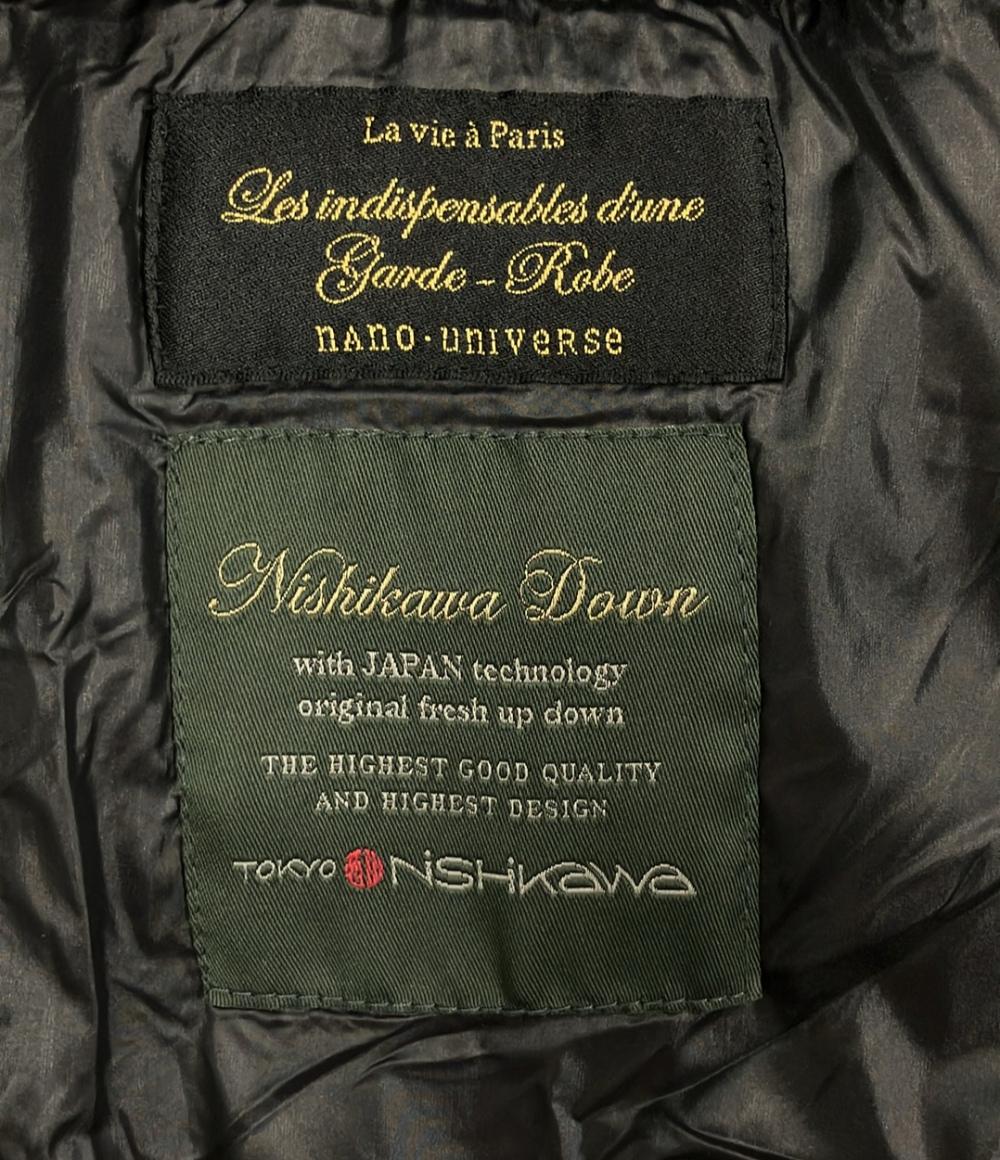 La vie à Paris
Les indispensables d'une
Garde - Robe
nAno·unIveRse
Nishikawa Down
with JAPAN technology
original fresh up down
THE HIGHEST GOOD QUALITY
AND HIGHEST DESIGN
TOKYO NiSHiKaWa